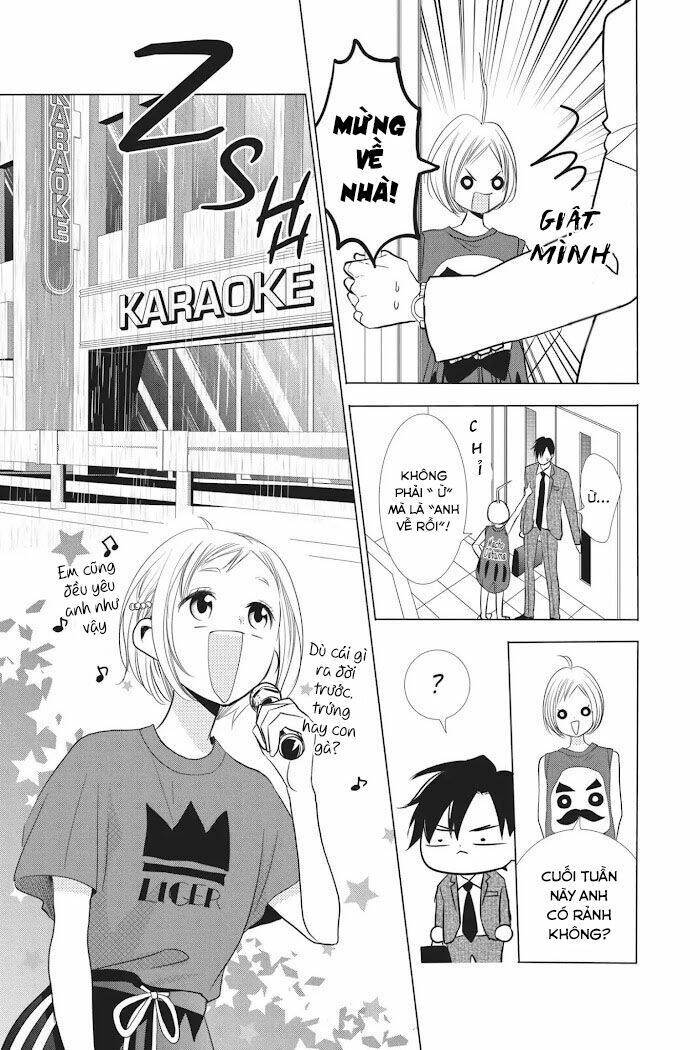 MỪNG
VỀ
NHÀ!
GIẬT
MÌNH
KHÔNG
PHẢI " Ừ"
MÀ LÀ "ANH
VỀ RỒI"!
CHỈ
Ừ...
CUỐI TUẦN
NÀY ANH
CÓ RẢNH
KHÔNG?
?
ZSHH
KARAOKE
KARAOKE
Dù cái gì
ra đời
trước,
trứng
hay con
gà?
Em cũng
đều yêu
anh như
vậy
LIGER